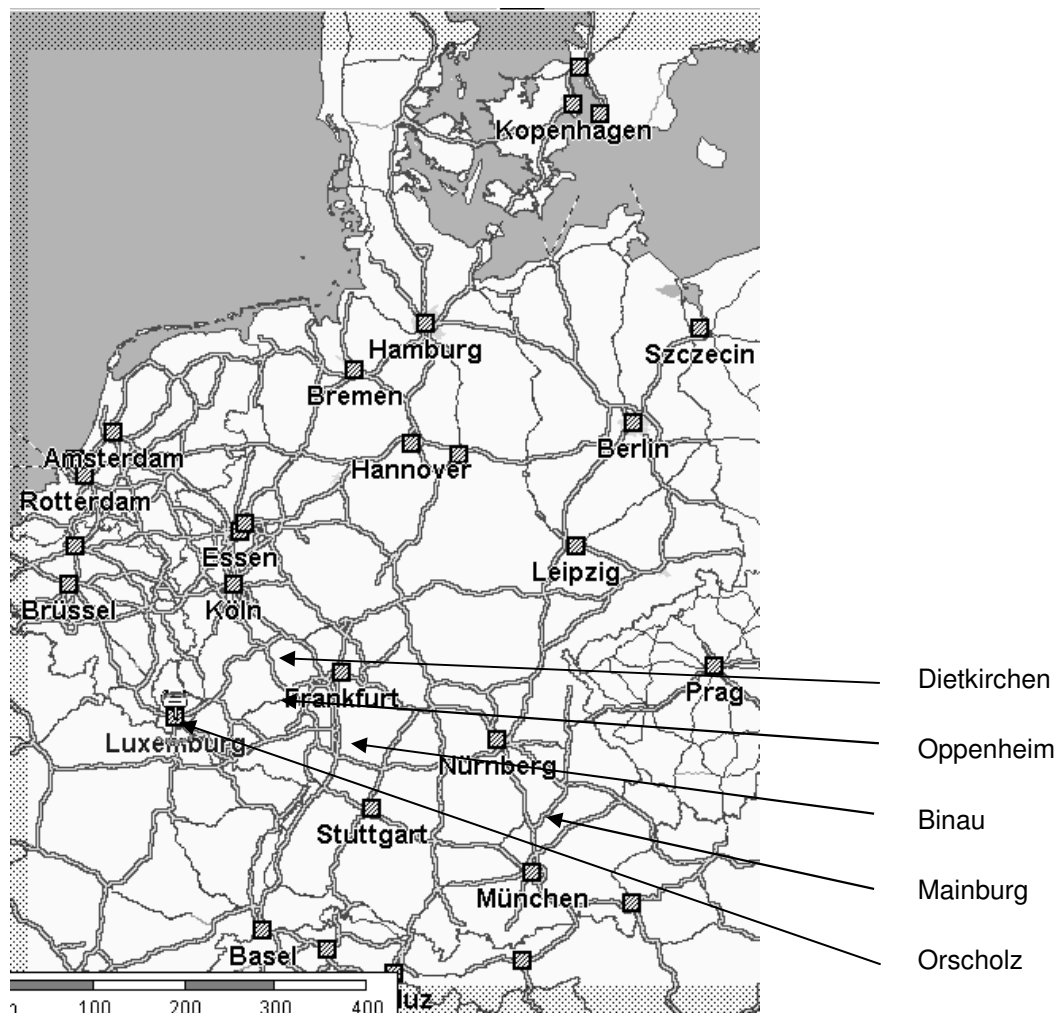 Kopenhagen
Hamburg
Szczecin
Bremen
Berlin
Hannover
Amsterdam
Rotterdam
Essen
Leipzig
Brüssel
Köln
Dietkirchen
Prag
Frankfurt
Luxemburg
Oppenheim
Nürnberg
Binau
Stuttgart
Mainburg
München
Basel
Orscholz
100 200 300 400